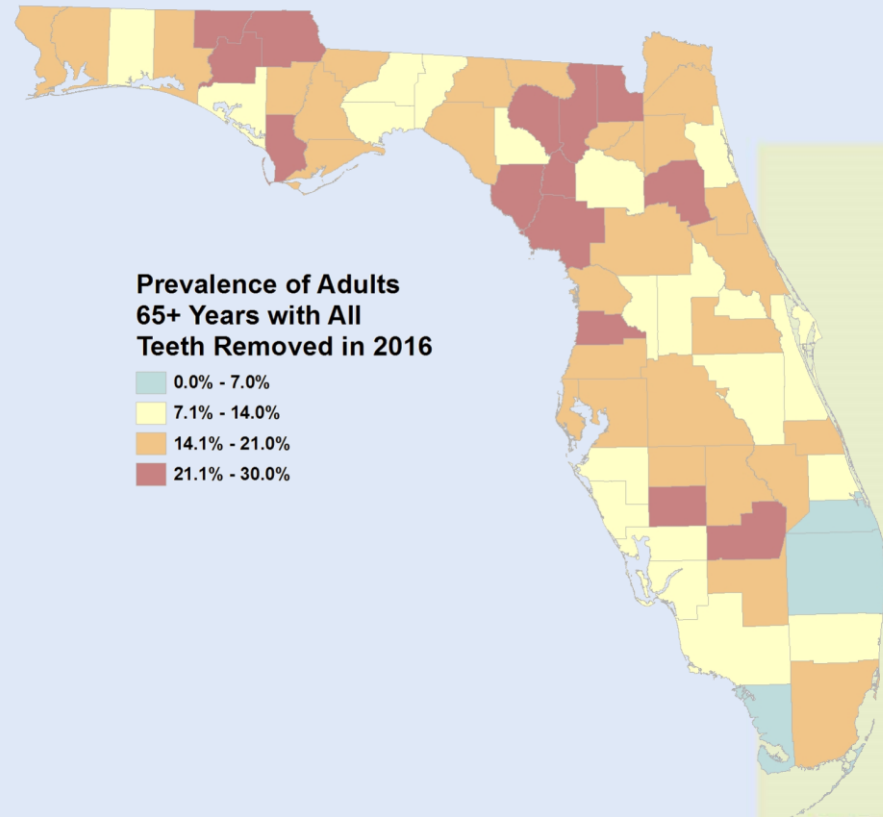 Prevalence of Adults
65+ Years with All
Teeth Removed in 2016
0.0% - 7.0%
7.1% - 14.0%
14.1% - 21.0%
21.1% - 30.0%